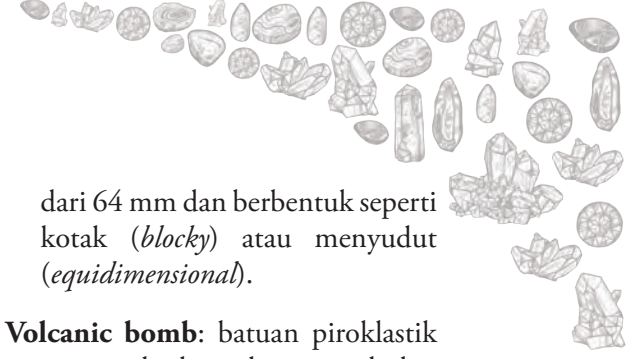 dari 64 mm dan berbentuk seperti
kotak (blocky) atau menyudut
(equidimensional).
Volcanic bomb: batuan piroklastik